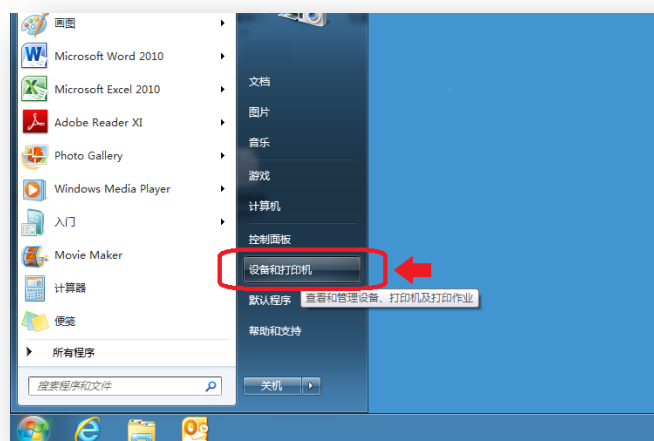 画图
Microsoft Word 2010
Microsoft Excel 2010
Adobe Reader XI
Photo Gallery
Windows Media Player
入门
Movie Maker
计算器
便笺
所有程序
搜索程序和文件
文档
图片
音乐
游戏
计算机
控制面板
设备和打印机
默认程序
查看和管理设备、打印机及打印作业
帮助和支持
关机